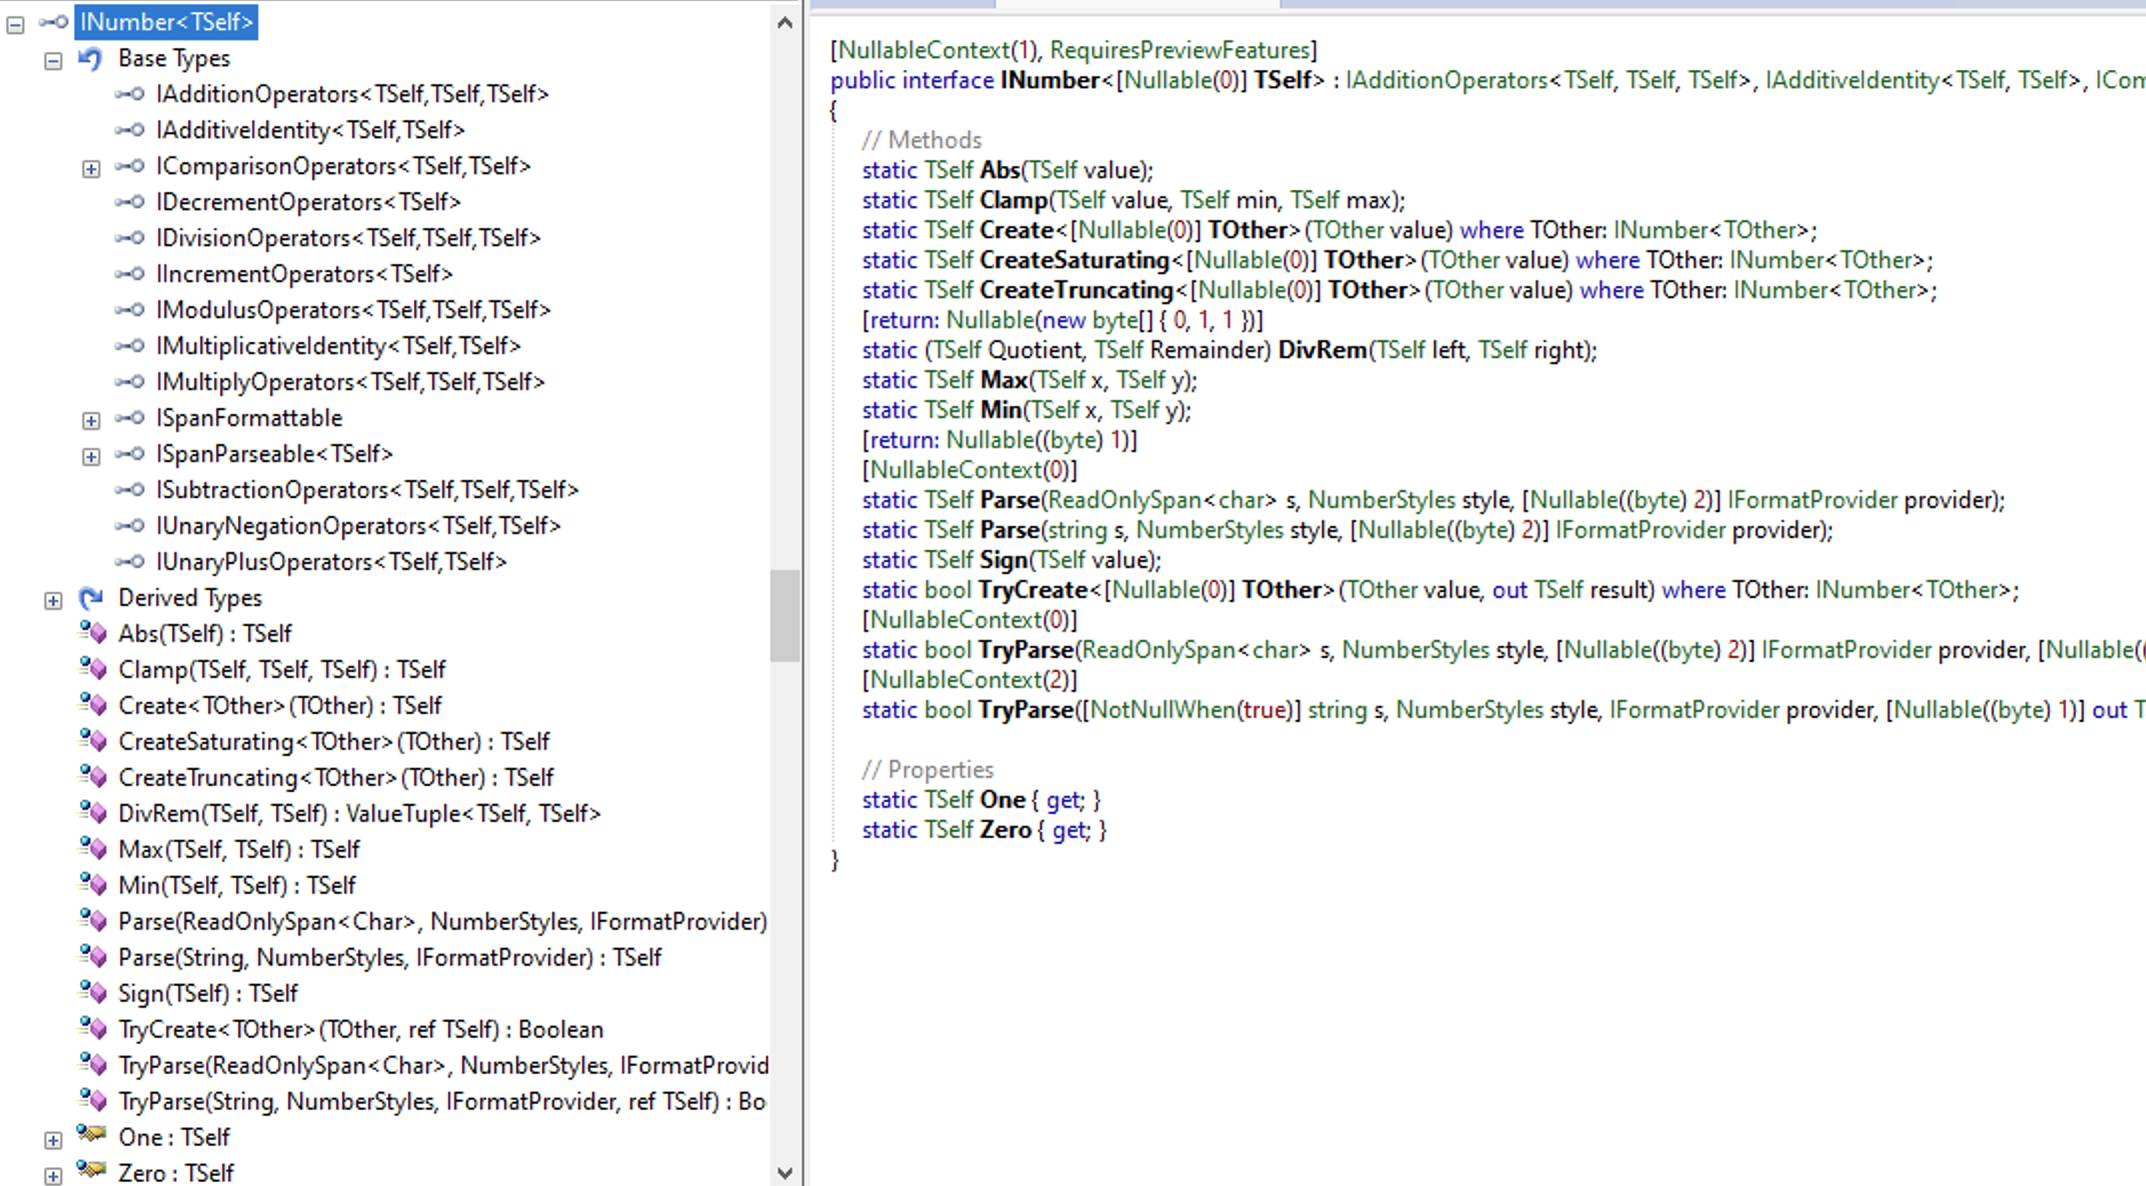 INumber<TSelf>
Base Types
IAdditionOperators<TSelf,TSelf,TSelf>
IAdditiveIdentity<TSelf,TSelf>
IComparisonOperators<TSelf,TSelf>
IDecrementOperators<TSelf>
IDivisionOperators<TSelf,TSelf,TSelf>
IIncrementOperators<TSelf>
IModulusOperators<TSelf,TSelf,TSelf>
IMultiplicativeIdentity<TSelf,TSelf>
IMultiplyOperators<TSelf,TSelf,TSelf>
ISpanFormattable
ISpanParseable<TSelf>
ISubtractionOperators<TSelf,TSelf,TSelf>
IUnaryNegationOperators<TSelf,TSelf>
IUnaryPlusOperators<TSelf,TSelf>
Derived Types
Abs(TSelf) : TSelf
Clamp(TSelf, TSelf, TSelf) : TSelf
Create<TOther>(TOther) : TSelf
CreateSaturating<TOther>(TOther) : TSelf
CreateTruncating<TOther>(TOther) : TSelf
DivRem(TSelf, TSelf) : ValueTuple<TSelf, TSelf>
Max(TSelf, TSelf) : TSelf
Min(TSelf, TSelf) : TSelf
Parse(ReadOnlySpan<Char>, NumberStyles, IFormatProvider)
Parse(String, NumberStyles, IFormatProvider) : TSelf
Sign(TSelf) : TSelf
TryCreate<TOther>(TOther, ref TSelf) : Boolean
TryParse(ReadOnlySpan<Char>, NumberStyles, IFormatProvid
TryParse(String, NumberStyles, IFormatProvider, ref TSelf) : Bo
One : TSelf
Zero : TSelf
[NullableContext(1), RequiresPreviewFeatures]
public interface INumber<[Nullable(0)] TSelf> : IAdditionOperators<TSelf, TSelf, TSelf>, IAdditiveIdentity<TSelf, TSelf>, ICom
{
// Methods
static TSelf Abs(TSelf value);
static TSelf Clamp(TSelf value, TSelf min, TSelf max);
static TSelf Create<[Nullable(0)] TOther>(TOther value) where TOther: INumber<TOther>;
static TSelf CreateSaturating<[Nullable(0)] TOther>(TOther value) where TOther: INumber<TOther>;
static TSelf CreateTruncating<[Nullable(0)] TOther>(TOther value) where TOther: INumber<TOther>;
[return: Nullable(new byte[] { 0, 1, 1 })]
static (TSelf Quotient, TSelf Remainder) DivRem(TSelf left, TSelf right);
static TSelf Max(TSelf x, TSelf y);
static TSelf Min(TSelf x, TSelf y);
[return: Nullable((byte) 1)]
[NullableContext(0)]
static TSelf Parse(ReadOnlySpan<char> s, NumberStyles style, [Nullable((byte) 2)] IFormatProvider provider);
static TSelf Parse(string s, NumberStyles style, [Nullable((byte) 2)] IFormatProvider provider);
static TSelf Sign(TSelf value);
static bool TryCreate<[Nullable(0)] TOther>(TOther value, out TSelf result) where TOther: INumber<TOther>;
[NullableContext(0)]
static bool TryParse(ReadOnlySpan<char> s, NumberStyles style, [Nullable((byte) 2)] IFormatProvider provider, [Nullable((
[NullableContext(2)]
static bool TryParse([NotNullWhen(true)] string s, NumberStyles style, IFormatProvider provider, [Nullable((byte) 1)] out T
// Properties
static TSelf One { get; }
static TSelf Zero { get; }
}